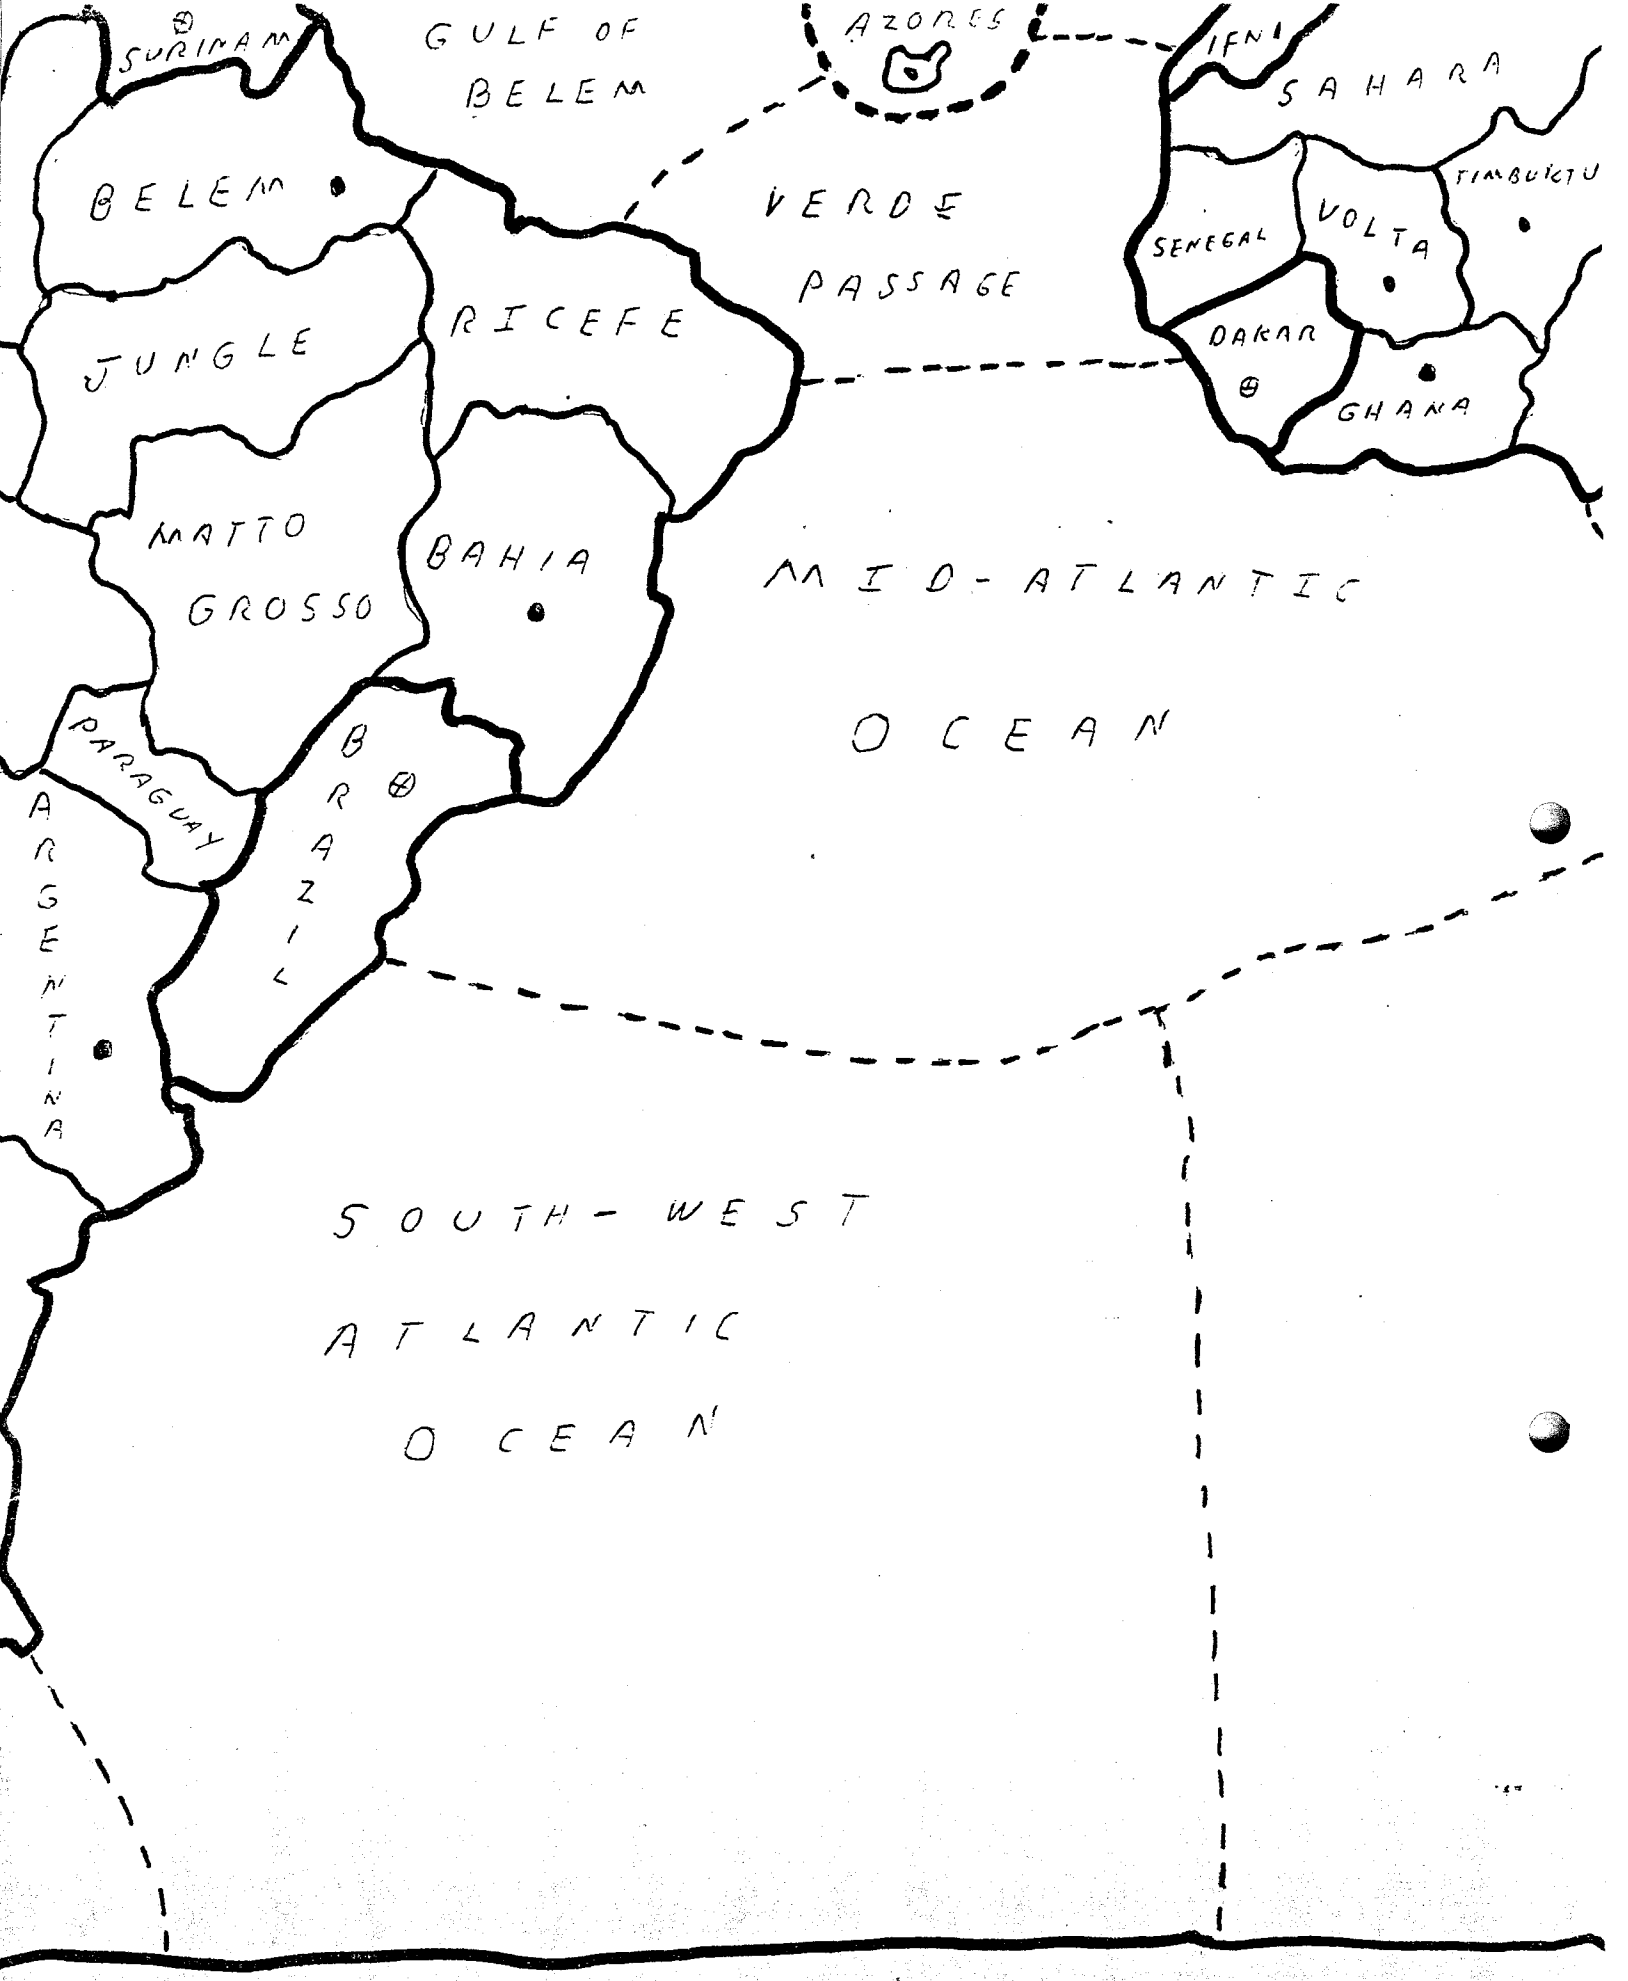 SURINAM
GULF OF
BELEM
AZORES
IFNI
SAHARA
BELEM
VERDE
PASSAGE
SENEGAL
VOLTA
TIMBUKTU
JUNGLE
RICEFE
DAKAR
GHANA
MATTO
GROSSO
BAHIA
MID-ATLANTIC
OCEAN
PARAGUAY
BRAZIL
ARGENTINA
SOUTH-WEST
ATLANTIC
OCEAN